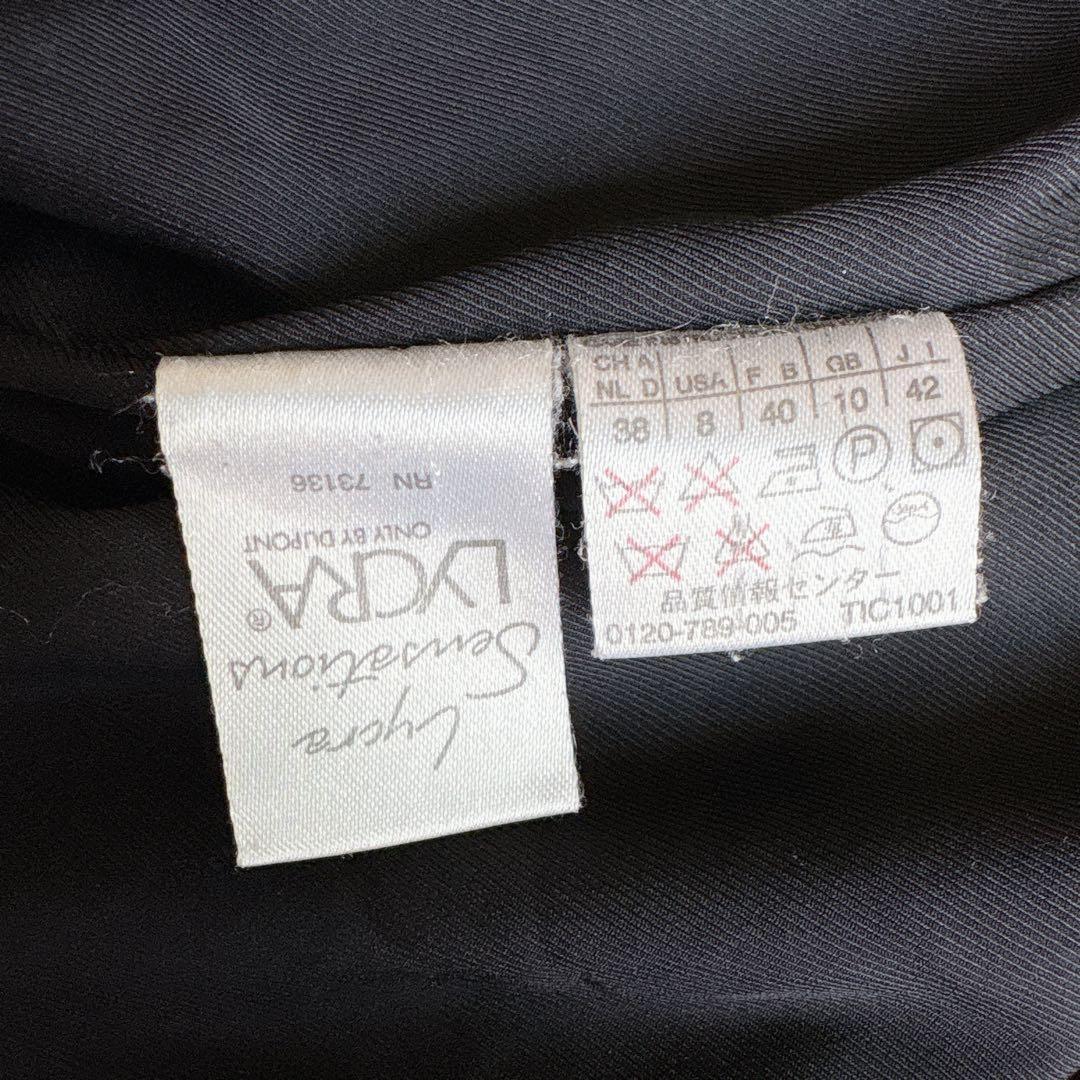 Lycra
Sensations
LYCRA®
ONLY BY DUPONT
RN 73136
CH A
NL D USA F B GB J I
38 8 40 10 42
P
品質情報センター
0120-789-005 TIC1001